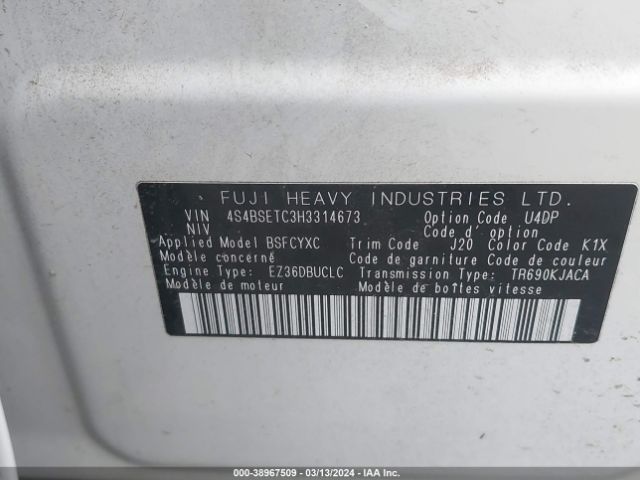 FUJI HEAVY INDUSTRIES LTD.
VIN 4S4BSETC3H3314673 Option Code U4DP
NIV Code d' option
Applied Model BSFCYXC Trim Code J20 Color Code K1X
Modèle concerné Code de garniture Code de couleur
Engine Type: EZ36DBUCLC Transmission Type: TR690KJACA
Modèle de moteur Modèle de boîtes vitesse
000-38967509 - 03/13/2024 - IAA Inc.